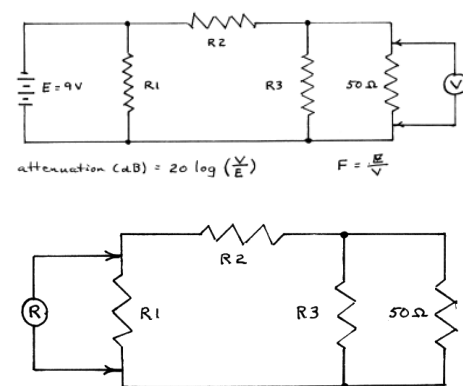 R2
E=9V
R1
R3
50Ω
V
attenuation (dB) = 20 log (V/E)
F = E/V
R2
R
R1
R3
50Ω